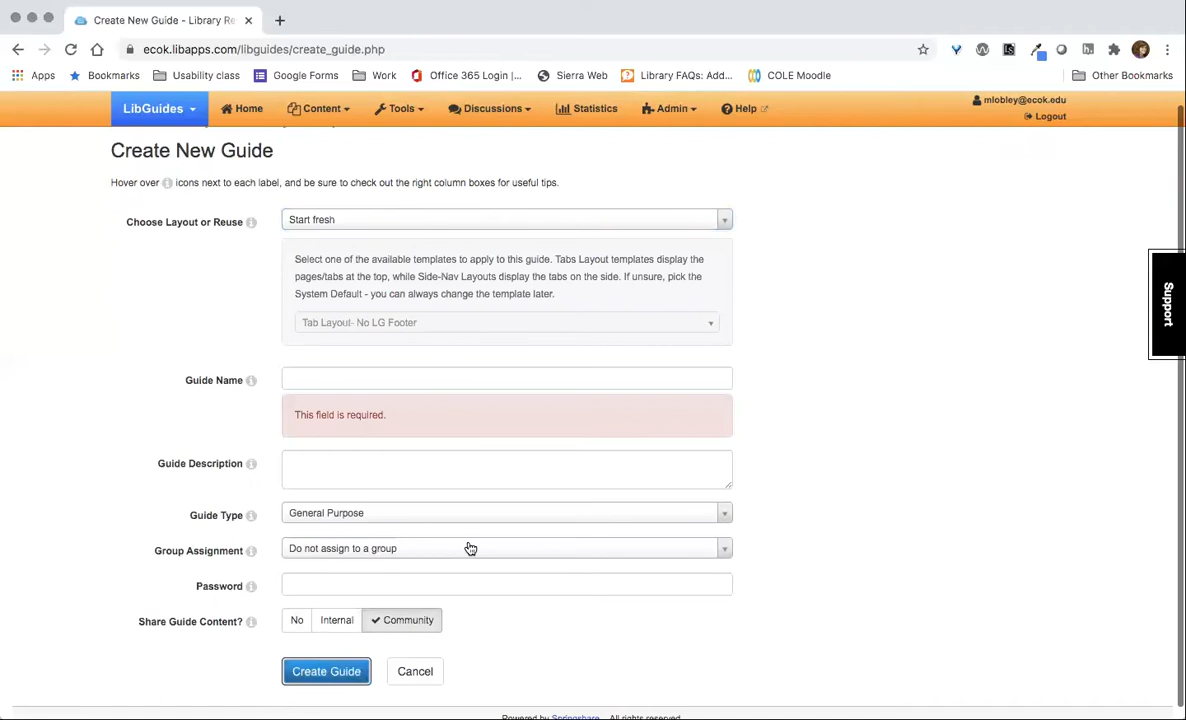 Create New Guide - Library Re
ecok.libapps.com/libguides/create_guide.php
Apps Bookmarks Usability class Google Forms Work Office 365 Login |... Sierra Web Library FAQs: Add... COLE Moodle Other Bookmarks
LibGuides Home Content Tools Discussions Statistics Admin Help mlobley@ecok.edu
Logout
Create New Guide
Hover over icons next to each label, and be sure to check out the right column boxes for useful tips.
Choose Layout or Reuse Start fresh
Select one of the available templates to apply to this guide. Tabs Layout templates display the
pages/tabs at the top, while Side-Nav Layouts display the tabs on the side. If unsure, pick the
System Default - you can always change the template later.
Tab Layout- No LG Footer
Support
Guide Name
This field is required.
Guide Description
Guide Type General Purpose
Group Assignment Do not assign to a group
Password
Share Guide Content? No Internal Community
Create Guide Cancel
Powered by Springshare. All rights reserved.